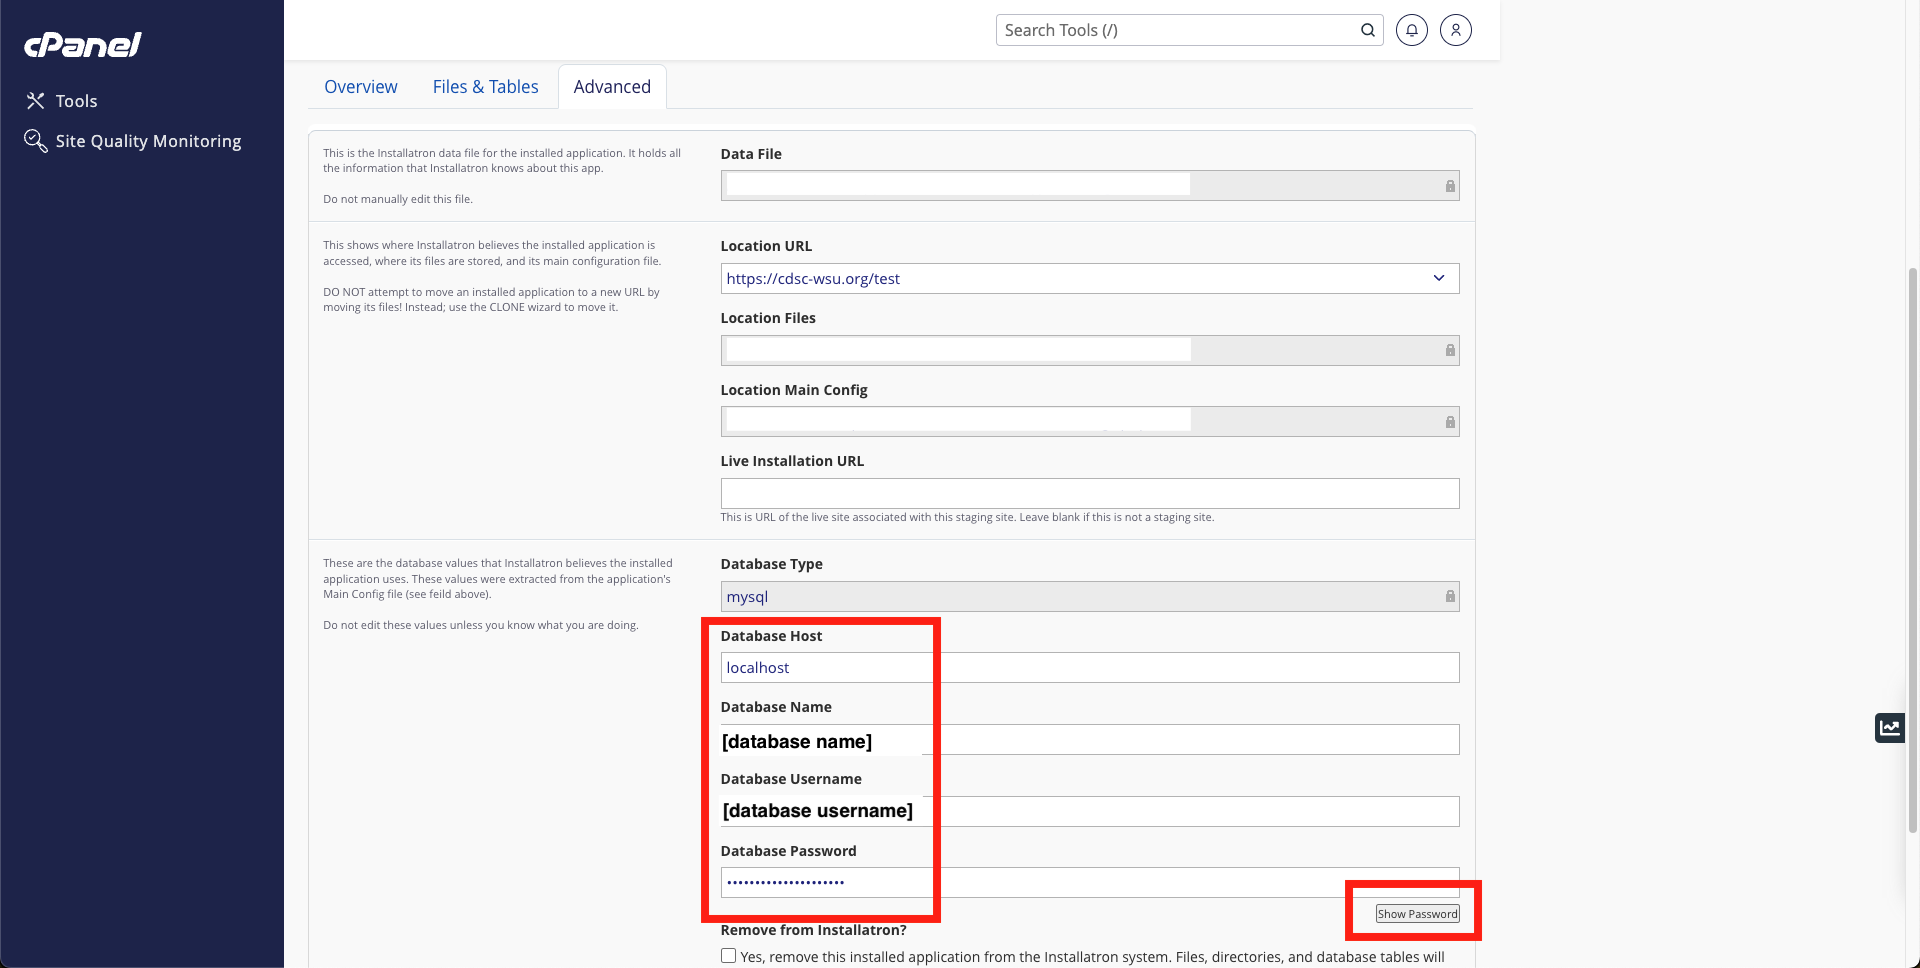 cPanel
Search Tools (/)
Tools
Site Quality Monitoring
Overview
Files & Tables
Advanced
This is the Installatron data file for the installed application. It holds all
the information that Installatron knows about this app.
Do not manually edit this file.
Data File
This shows where Installatron believes the installed application is
accessed, where its files are stored, and its main configuration file.
DO NOT attempt to move an installed application to a new URL by
moving its files! Instead; use the CLONE wizard to move it.
Location URL
https://cdsc-wsu.org/test
Location Files
Location Main Config
Live Installation URL
This is URL of the live site associated with this staging site. Leave blank if this is not a staging site.
These are the database values that Installatron believes the installed
application uses. These values were extracted from the application's
Main Config file (see feild above).
Do not edit these values unless you know what you are doing.
Database Type
mysql
Database Host
localhost
Database Name
[database name]
Database Username
[database username]
Database Password
•••••••••••••••••••••
Show Password
Remove from Installatron?
Yes, remove this installed application from the Installatron system. Files, directories, and database tables will